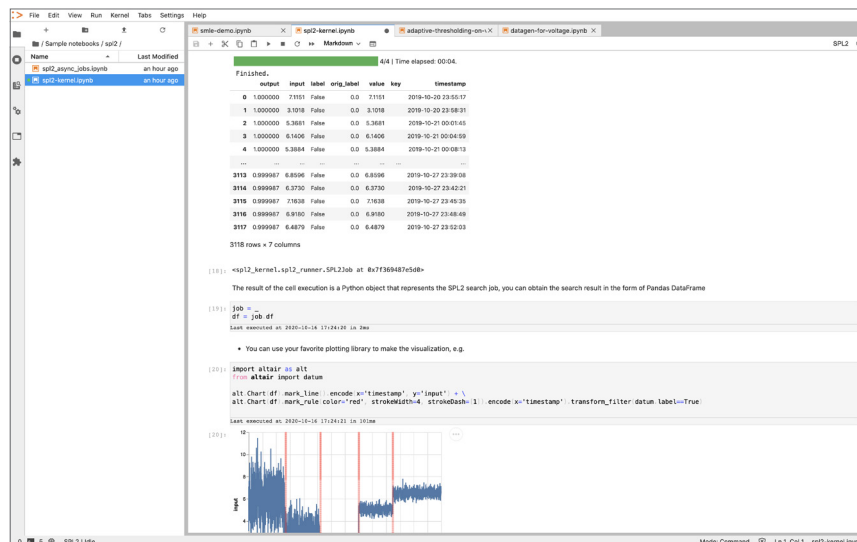 File Edit View Run Kernel Tabs Settings Help
smle-demo.ipynb
spl2-kernel.ipynb
adaptive-thresholding-on-
datagen-for-voltage.ipynb
Markdown
SPL2
/ Sample notebooks / spl2 /
Name Last Modified
spl2_async_jobs.ipynb an hour ago
spl2-kernel.ipynb an hour ago
4/4 | Time elapsed: 00:04.
Finished.
output input label orig_label value key timestamp
0 1.000000 7.1151 False 0.0 7.1151 2019-10-20 23:55:17
1 1.000000 3.1018 False 0.0 3.1018 2019-10-20 23:58:31
2 1.000000 5.3681 False 0.0 5.3681 2019-10-21 00:01:45
3 1.000000 6.1406 False 0.0 6.1406 2019-10-21 00:04:59
4 1.000000 5.3884 False 0.0 5.3884 2019-10-21 00:08:13
... ... ... ... ... ... ... ...
3113 0.999987 6.8596 False 0.0 6.8596 2019-10-27 23:39:08
3114 0.999987 6.3730 False 0.0 6.3730 2019-10-27 23:42:21
3115 0.999987 7.1638 False 0.0 7.1638 2019-10-27 23:45:35
3116 0.999987 6.9180 False 0.0 6.9180 2019-10-27 23:48:49
3117 0.999987 6.4879 False 0.0 6.4879 2019-10-27 23:52:03
3118 rows × 7 columns
[18]: <spl2_kernel.spl2_runner.SPL2Job at 0x7f369487e5d0>
The result of the cell execution is a Python object that represents the SPL2 search job, you can obtain the search result in the form of Pandas DataFrame
[19]: job = _
df = job.df
Last executed at 2020-10-16 17:24:20 in 2ms
• You can use your favorite plotting library to make the visualization, e.g.
[20]: import altair as alt
from altair import datum
alt.Chart(df).mark_line().encode(x='timestamp', y='input') + \
alt.Chart(df).mark_rule(color='red', strokeWidth=4, strokeDash=[1]).encode(x='timestamp').transform_filter(datum.label==True)
Last executed at 2020-10-16 17:24:21 in 101ms
[20]:
12
10
8
6
4
input
0 5 SPL2 | Idle
Mode: Command Ln 1, Col 1 spl2-kernel.ipyn